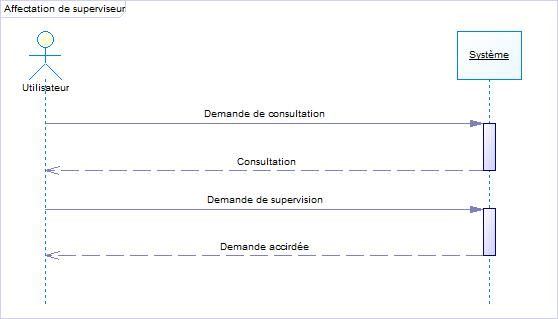 Affectation de superviseur
Système
Utilisateur
Demande de consultation
Consultation
Demande de supervision
Demande accirdée